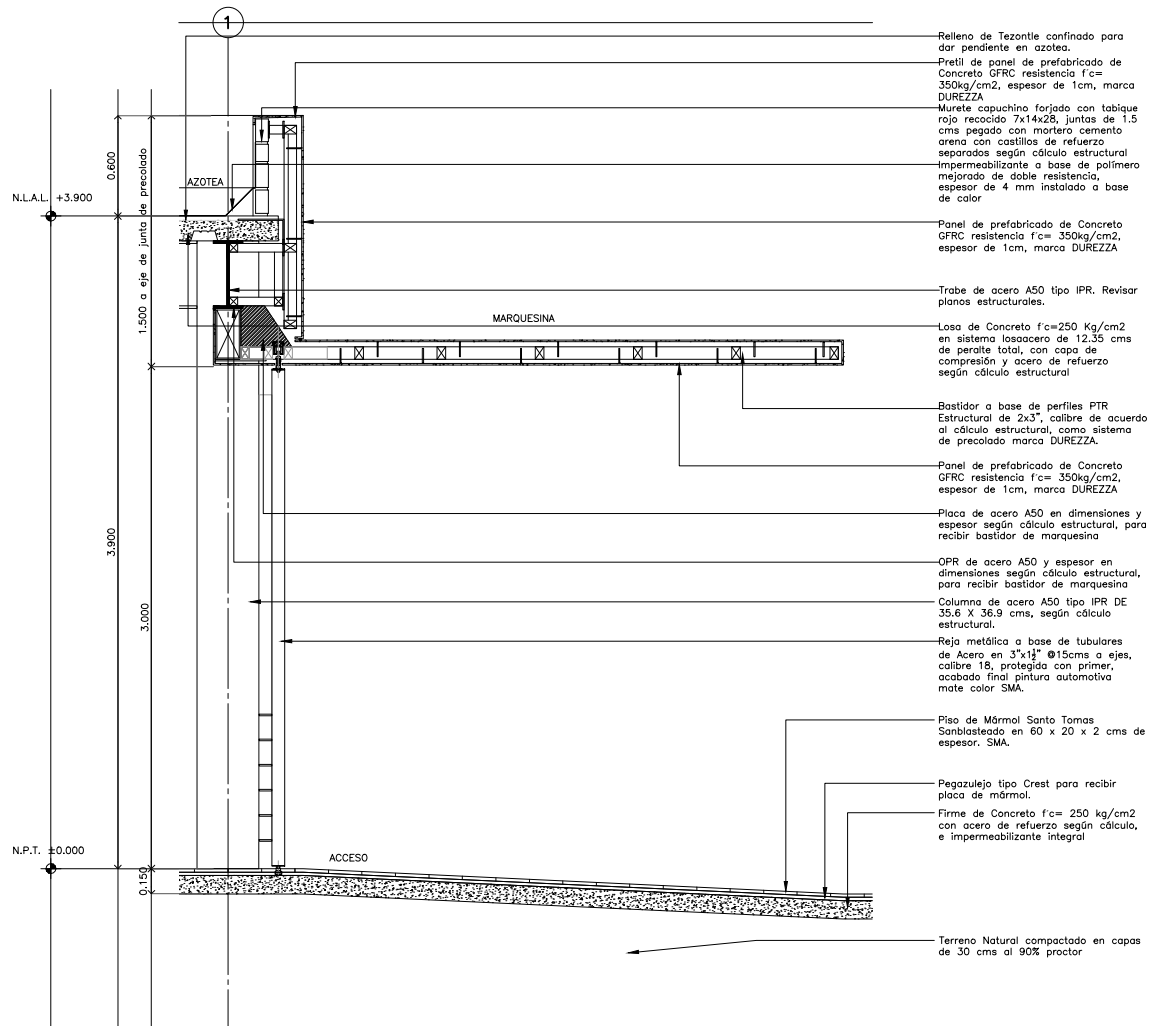 1
Relleno de Tezontle confinado para
dar pendiente en azotea.
Pretil de panel de prefabricado de
Concreto GFRC resistencia f´c=
350kg/cm2, espesor de 1cm, marca
DUREZZA
Murete capuchino forjado con tabique
rojo recocido 7x14x28, juntas de 1.5
cms pegado con mortero cemento
arena con castillos de refuerzo
separados según cálculo estructural
Impermeabilizante a base de polímero
mejorado de doble resistencia,
espesor de 4 mm instalado a base
de calor
Panel de prefabricado de Concreto
GFRC resistencia f´c= 350kg/cm2,
espesor de 1cm, marca DUREZZA
Trabe de acero A50 tipo IPR. Revisar
planos estructurales.
Losa de Concreto f´c=250 Kg/cm2
en sistema losaacero de 12.35 cms
de peralte total, con capa de
compresión y acero de refuerzo
según cálculo estructural
Bastidor a base de perfiles PTR
Estructural de 2x3", calibre de acuerdo
al cálculo estructural, como sistema
de precolado marca DUREZZA.
Panel de prefabricado de Concreto
GFRC resistencia f´c= 350kg/cm2,
espesor de 1cm, marca DUREZZA
Placa de acero A50 en dimensiones y
espesor según cálculo estructural, para
recibir bastidor de marquesina
OPR de acero A50 y espesor en
dimensiones según cálculo estructural,
para recibir bastidor de marquesina
Columna de acero A50 tipo IPR DE
35.6 X 36.9 cms, según cálculo
estructural.
Reja metálica a base de tubulares
de Acero en 3"x1½" @15cms a ejes,
calibre 18, protegida con primer,
acabado final pintura automotiva
mate color SMA.
Piso de Mármol Santo Tomas
Sanblasteado en 60 x 20 x 2 cms de
espesor. SMA.
Pegazulejo tipo Crest para recibir
placa de mármol.
Firme de Concreto f´c= 250 kg/cm2
con acero de refuerzo según cálculo,
e impermeabilizante integral
Terreno Natural compactado en capas
de 30 cms al 90% proctor
AZOTEA
MARQUESINA
ACCESO
N.L.A.L. +3.900
N.P.T. ±0.000
0.600
3.900
1.500 a eje de junta de precolado
3.000
0.150